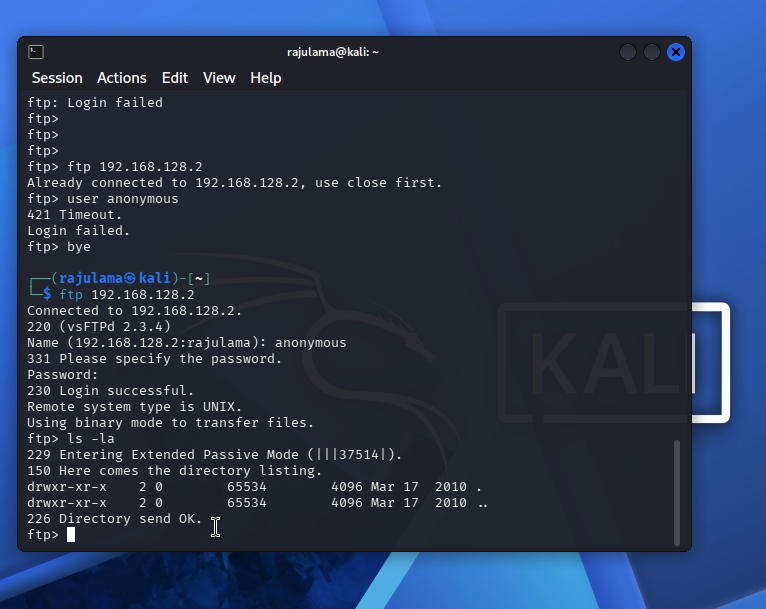 rajulama@kali: ~
Session Actions Edit View Help
ftp: Login failed
ftp>
ftp>
ftp>
ftp> ftp 192.168.128.2
Already connected to 192.168.128.2, use close first.
ftp> user anonymous
421 Timeout.
Login failed.
ftp> bye
┌──(rajulama㉿kali)-[~]
└─$ ftp 192.168.128.2
Connected to 192.168.128.2.
220 (vsFTPd 2.3.4)
Name (192.168.128.2:rajulama): anonymous
331 Please specify the password.
Password:
230 Login successful.
Remote system type is UNIX.
Using binary mode to transfer files.
ftp> ls -la
229 Entering Extended Passive Mode (|||37514|).
150 Here comes the directory listing.
drwxr-xr-x    2 0        65534        4096 Mar 17  2010 .
drwxr-xr-x    2 0        65534        4096 Mar 17  2010 ..
226 Directory send OK.
ftp>
KALI